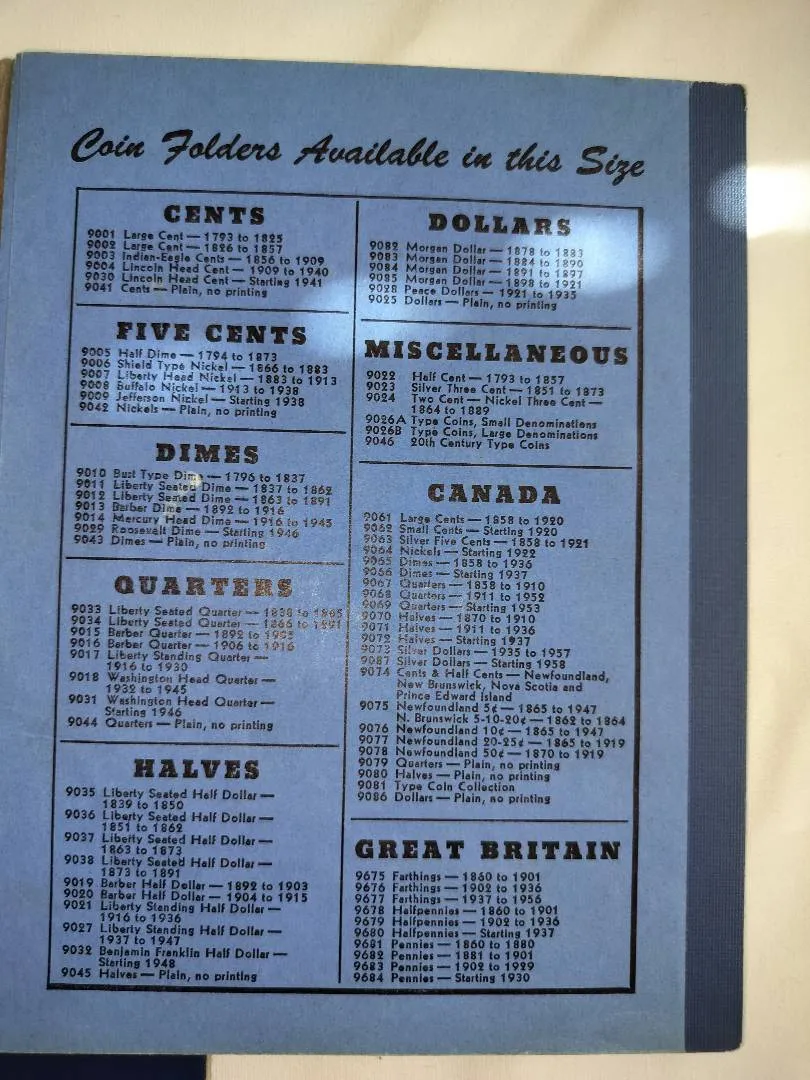 Coin Folders Available in this Size
CENTS
9001 Large Cent — 1793 to 1825
9002 Large Cent — 1826 to 1857
9003 Indian-Eagle Cents — 1856 to 1909
9004 Lincoln Head Cent — 1909 to 1940
9030 Lincoln Head Cent — Starting 1941
9041 Cents — Plain, no printing
FIVE CENTS
9005 Half Dime — 1794 to 1873
9006 Shield Type Nickel — 1866 to 1883
9007 Liberty Head Nickel — 1883 to 1913
9008 Buffalo Nickel — 1913 to 1938
9009 Jefferson Nickel — Starting 1938
9042 Nickels — Plain, no printing
DIMES
9010 Bust Type Dime — 1796 to 1837
9011 Liberty Seated Dime — 1837 to 1862
9012 Liberty Seated Dime — 1863 to 1891
9013 Barber Dime — 1892 to 1916
9014 Mercury Head Dime — 1916 to 1945
9029 Roosevelt Dime — Starting 1946
9043 Dimes — Plain, no printing
QUARTERS
9033 Liberty Seated Quarter — 1838 to 1865
9034 Liberty Seated Quarter — 1866 to 1891
9015 Barber Quarter — 1892 to 1905
9016 Barber Quarter — 1906 to 1916
9017 Liberty Standing Quarter —
1916 to 1930
9018 Washington Head Quarter —
1932 to 1945
9031 Washington Head Quarter —
Starting 1946
9044 Quarters — Plain, no printing
HALVES
9035 Liberty Seated Half Dollar —
1839 to 1850
9036 Liberty Seated Half Dollar —
1851 to 1862
9037 Liberty Seated Half Dollar —
1863 to 1873
9038 Liberty Seated Half Dollar —
1873 to 1891
9019 Barber Half Dollar — 1892 to 1903
9020 Barber Half Dollar — 1904 to 1915
9021 Liberty Standing Half Dollar —
1916 to 1936
9027 Liberty Standing Half Dollar —
1937 to 1947
9032 Benjamin Franklin Half Dollar —
Starting 1948
9045 Halves — Plain, no printing
DOLLARS
9082 Morgan Dollar — 1878 to 1883
9083 Morgan Dollar — 1884 to 1890
9084 Morgan Dollar — 1891 to 1897
9085 Morgan Dollar — 1898 to 1921
9028 Peace Dollars — 1921 to 1935
9025 Dollars — Plain, no printing
MISCELLANEOUS
9022 Half Cent — 1793 to 1857
9023 Silver Three Cent — 1851 to 1873
9024 Two Cent — Nickel Three Cent —
1864 to 1889
9026A Type Coins, Small Denominations
9026B Type Coins, Large Denominations
9046 20th Century Type Coins
CANADA
9061 Large Cents — 1858 to 1920
9062 Small Cents — Starting 1920
9063 Silver Five Cents — 1858 to 1921
9064 Nickels — Starting 1922
9065 Dimes — 1858 to 1936
9066 Dimes — Starting 1937
9067 Quarters — 1858 to 1910
9068 Quarters — 1911 to 1952
9069 Quarters — Starting 1953
9070 Halves — 1870 to 1910
9071 Halves — 1911 to 1936
9072 Halves — Starting 1937
9073 Silver Dollars — 1935 to 1957
9087 Silver Dollars — Starting 1958
9074 Cents & Half Cents — Newfoundland,
New Brunswick, Nova Scotia and
Prince Edward Island
9075 Newfoundland 5¢ — 1865 to 1947
N. Brunswick 5-10-20¢ — 1862 to 1864
9076 Newfoundland 10¢ — 1865 to 1947
9077 Newfoundland 20-25¢ — 1865 to 1919
9078 Newfoundland 50¢ — 1870 to 1919
9079 Quarters — Plain, no printing
9080 Halves — Plain, no printing
9081 Type Coin Collection
9086 Dollars — Plain, no printing
GREAT BRITAIN
9675 Farthings — 1860 to 1901
9676 Farthings — 1902 to 1936
9677 Farthings — 1937 to 1956
9678 Halfpennies — 1860 to 1901
9679 Halfpennies — 1902 to 1936
9680 Halfpennies — Starting 1937
9681 Pennies — 1860 to 1880
9682 Pennies — 1881 to 1901
9683 Pennies — 1902 to 1929
9684 Pennies — Starting 1930